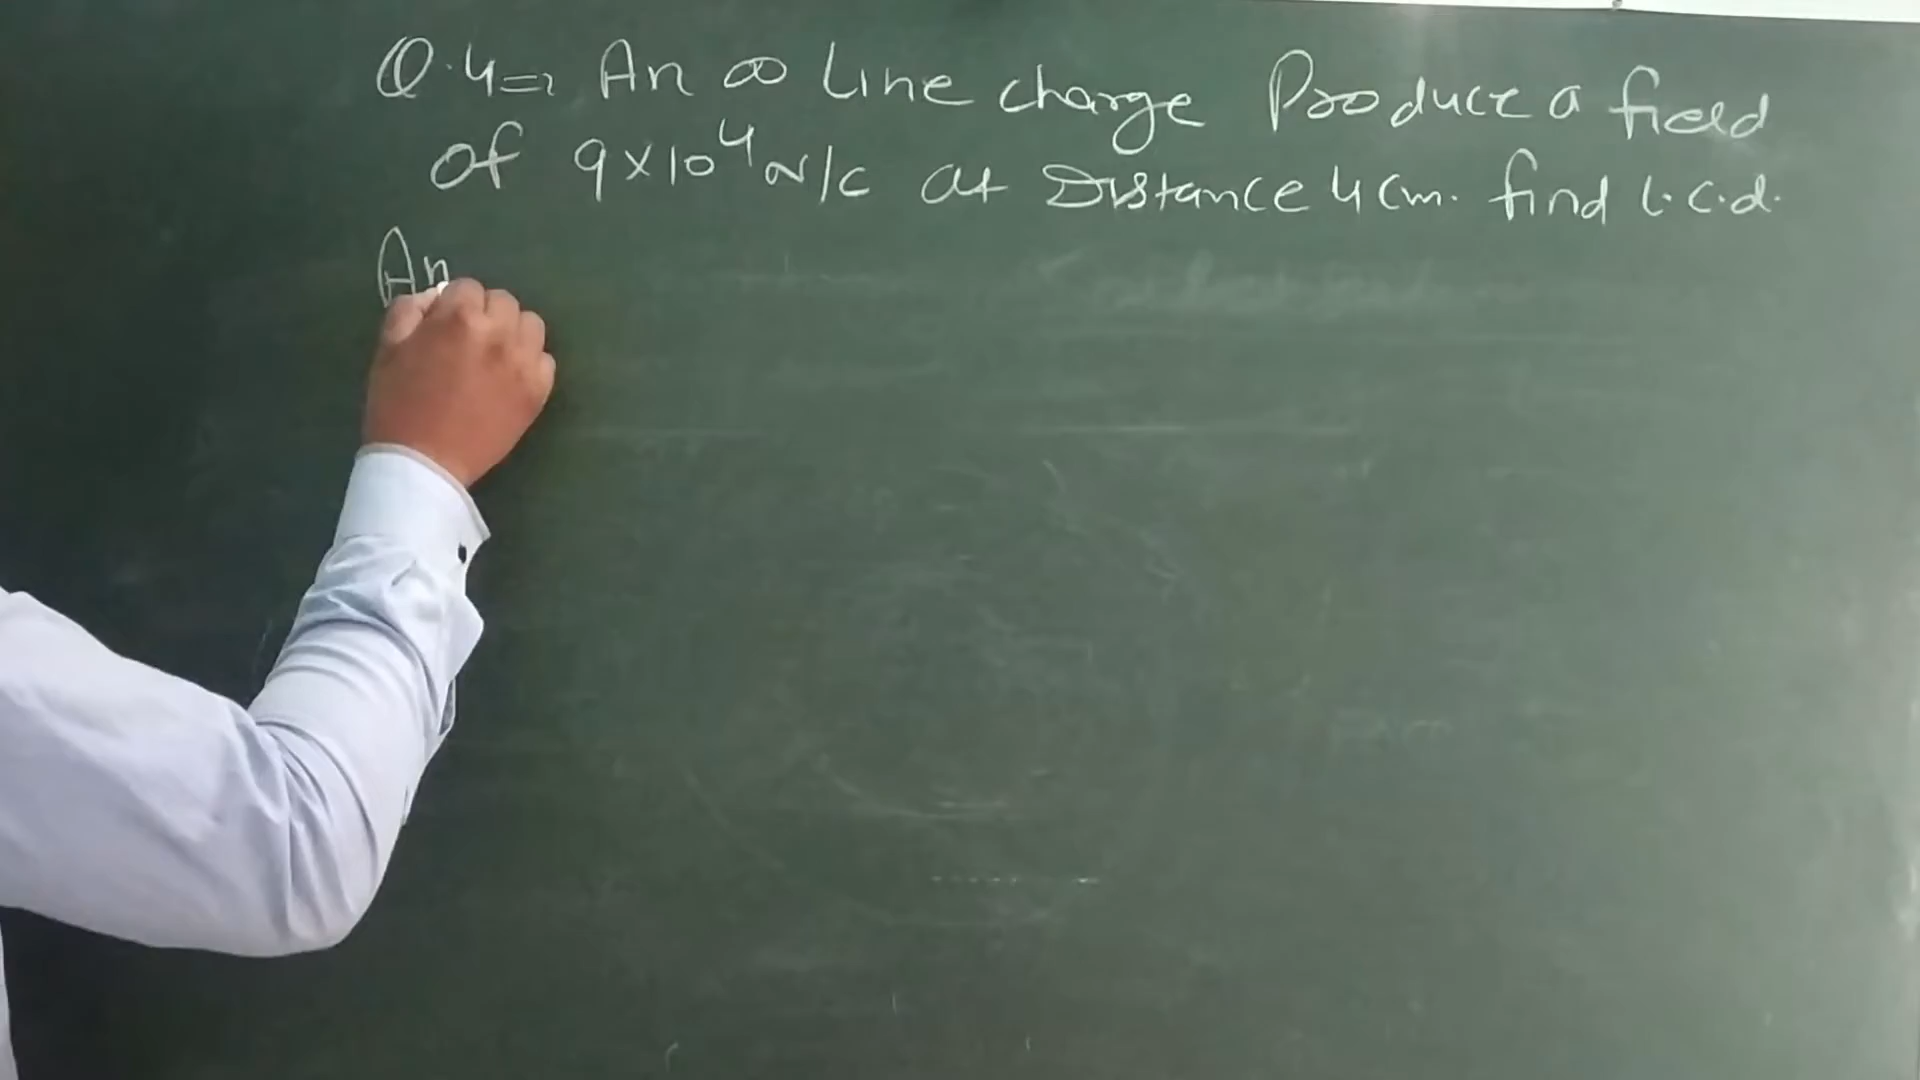 Q.4= An ∞ Line charge Produce a field
of 9×10⁴ N/C at Distance 4 cm. find l.c.d.
An